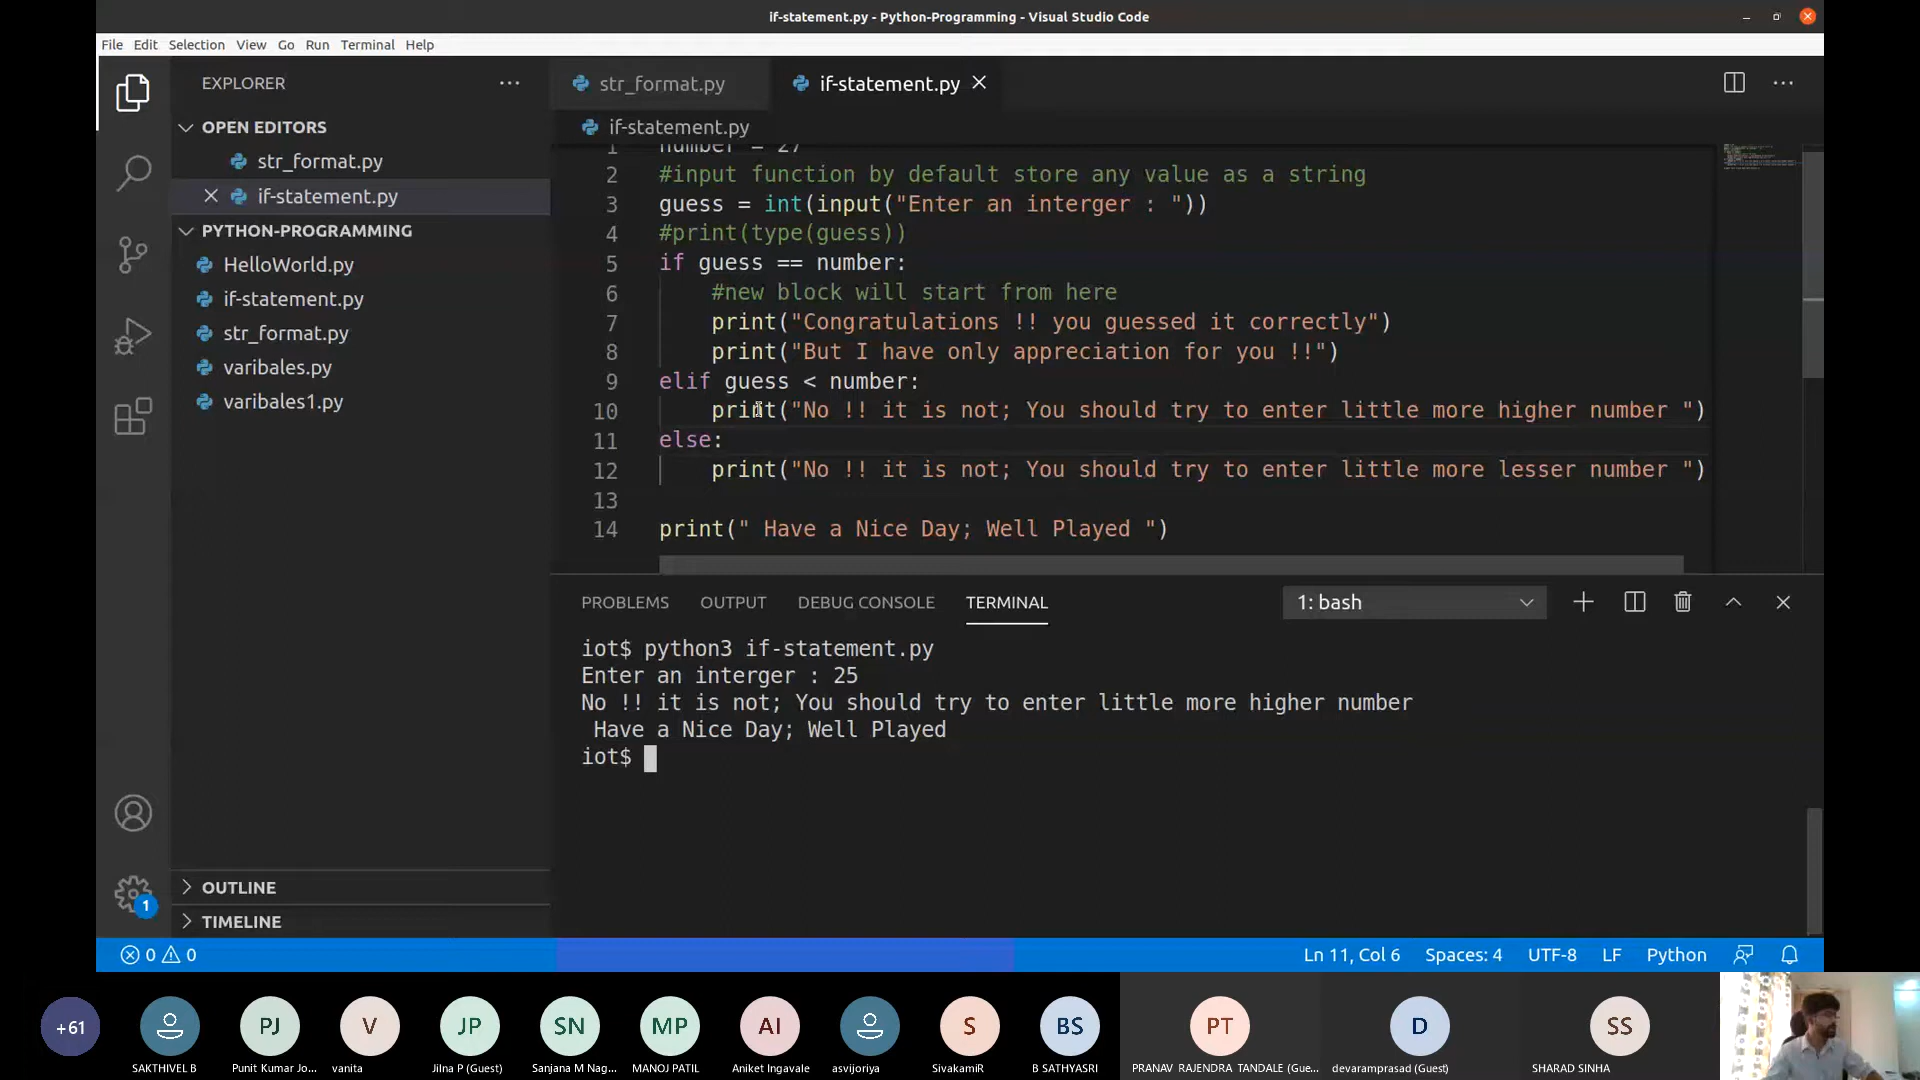 if-statement.py - Python-Programming - Visual Studio Code
File Edit Selection View Go Run Terminal Help
EXPLORER
OPEN EDITORS
str_format.py
if-statement.py
PYTHON-PROGRAMMING
HelloWorld.py
if-statement.py
str_format.py
varibales.py
varibales1.py
OUTLINE
TIMELINE
1
str_format.py if-statement.py
if-statement.py
1 number = 27
2 #input function by default store any value as a string
3 guess = int(input("Enter an interger : "))
4 #print(type(guess))
5 if guess == number:
6 #new block will start from here
7 print("Congratulations !! you guessed it correctly")
8 print("But I have only appreciation for you !!")
9 elif guess < number:
10 print("No !! it is not; You should try to enter little more higher number ")
11 else:
12 print("No !! it is not; You should try to enter little more lesser number ")
13
14 print(" Have a Nice Day; Well Played ")
PROBLEMS OUTPUT DEBUG CONSOLE TERMINAL 1: bash
iot$ python3 if-statement.py
Enter an interger : 25
No !! it is not; You should try to enter little more higher number
Have a Nice Day; Well Played
iot$
0 0 Ln 11, Col 6 Spaces: 4 UTF-8 LF Python
+61 PJ V JP SN MP AI S BS PT D SS
SAKTHIVEL B Punit Kumar Jo... vanita Jilna P (Guest) Sanjana M Nag... MANOJ PATIL Aniket Ingavale asvijoriya SivakamiR B SATHYASRI PRANAV RAJENDRA TANDALE (Gue... devaramprasad (Guest) SHARAD SINHA